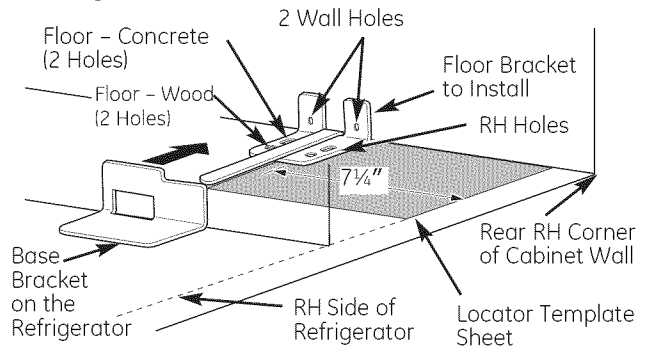 2 Wall Holes
Floor – Concrete
(2 Holes)
Floor Bracket
to Install
Floor – Wood
(2 Holes)
RH Holes
7¼"
Rear RH Corner
of Cabinet Wall
Base
Bracket
on the
Refrigerator
RH Side of
Refrigerator
Locator Template
Sheet